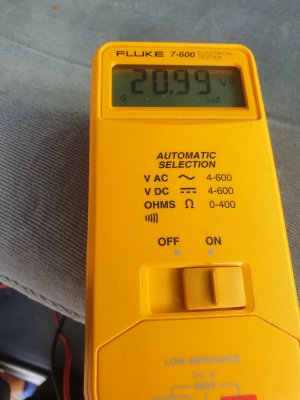 FLUKE 7-600 ELECTRICAL TESTER
20.99 V
LoZ
AUTOMATIC
SELECTION
V AC 4-600
V DC 4-600
OHMS Ω 0-400
OFF ON
LOW IMPEDANCE